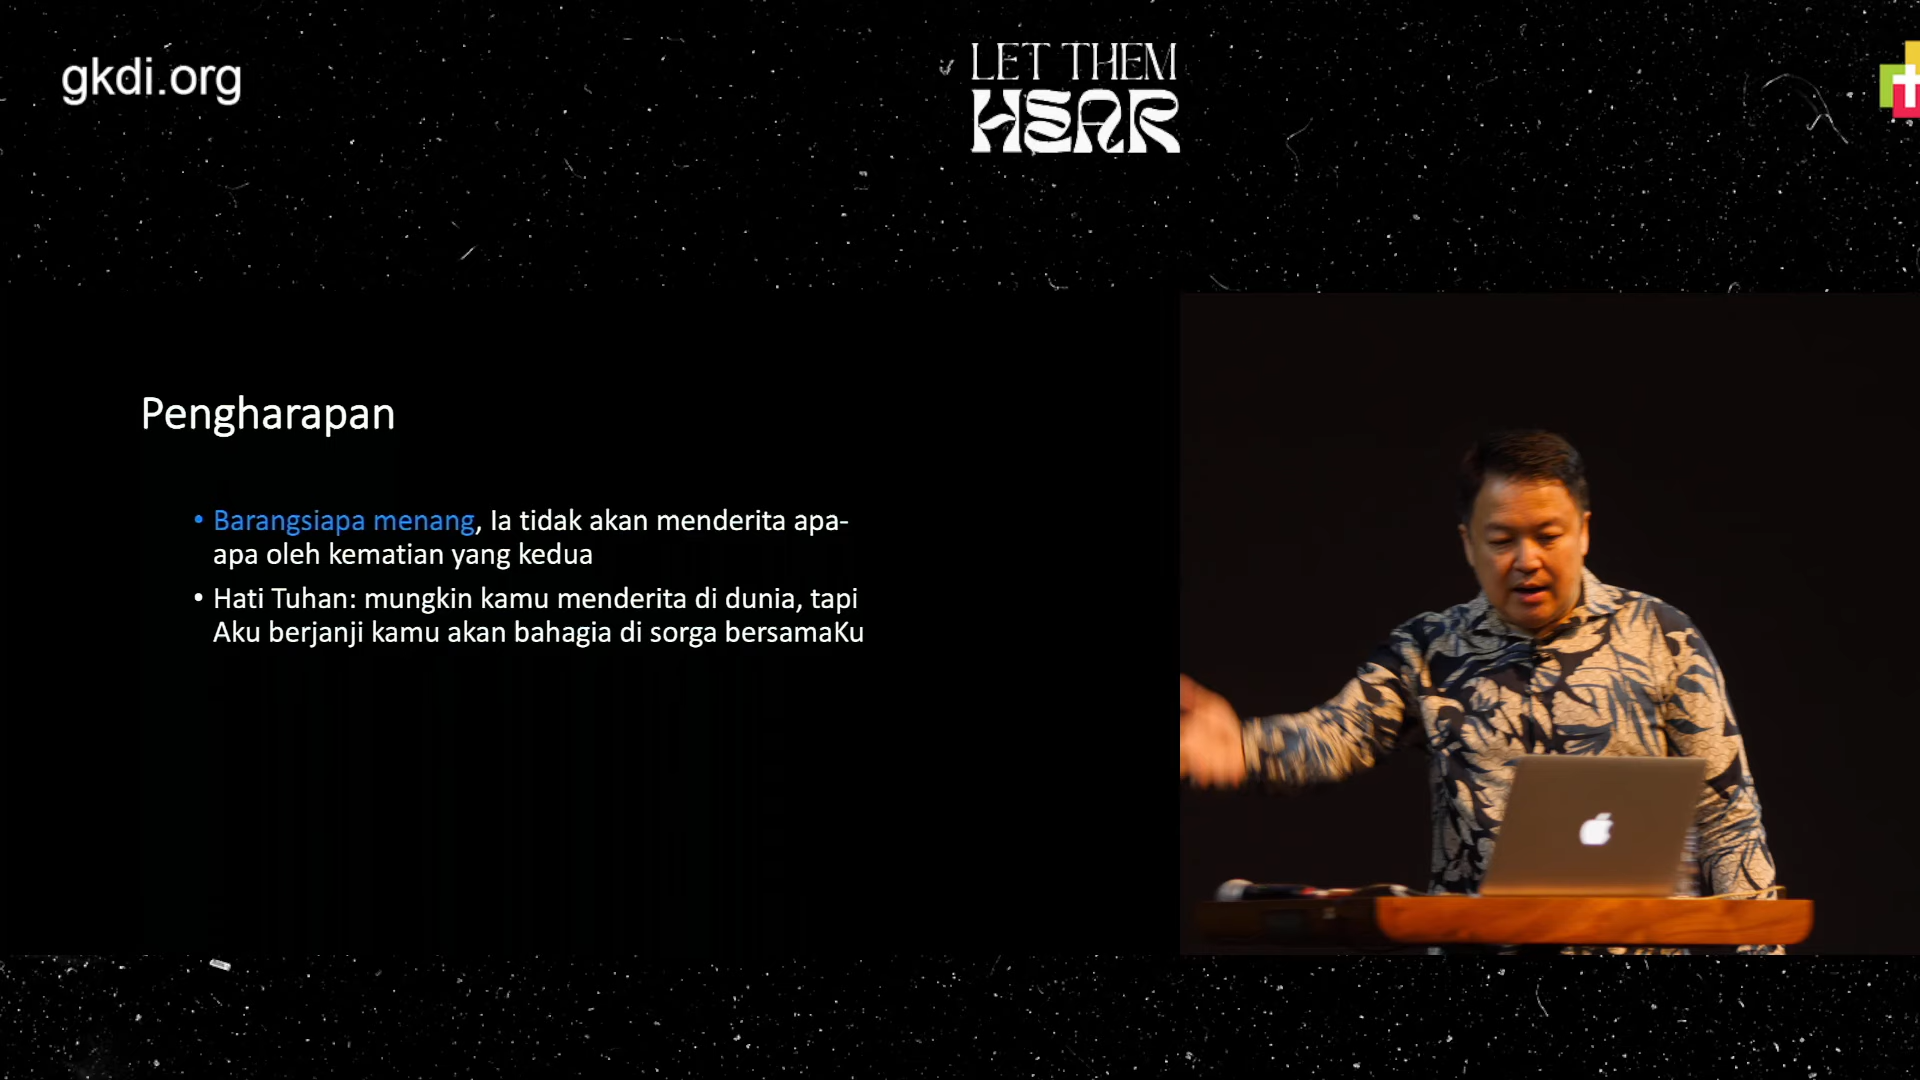 gkdi.org
LET THEM
HEAR
Pengharapan
• Barangsiapa menang, Ia tidak akan menderita apa-
apa oleh kematian yang kedua
• Hati Tuhan: mungkin kamu menderita di dunia, tapi
Aku berjanji kamu akan bahagia di sorga bersamaKu